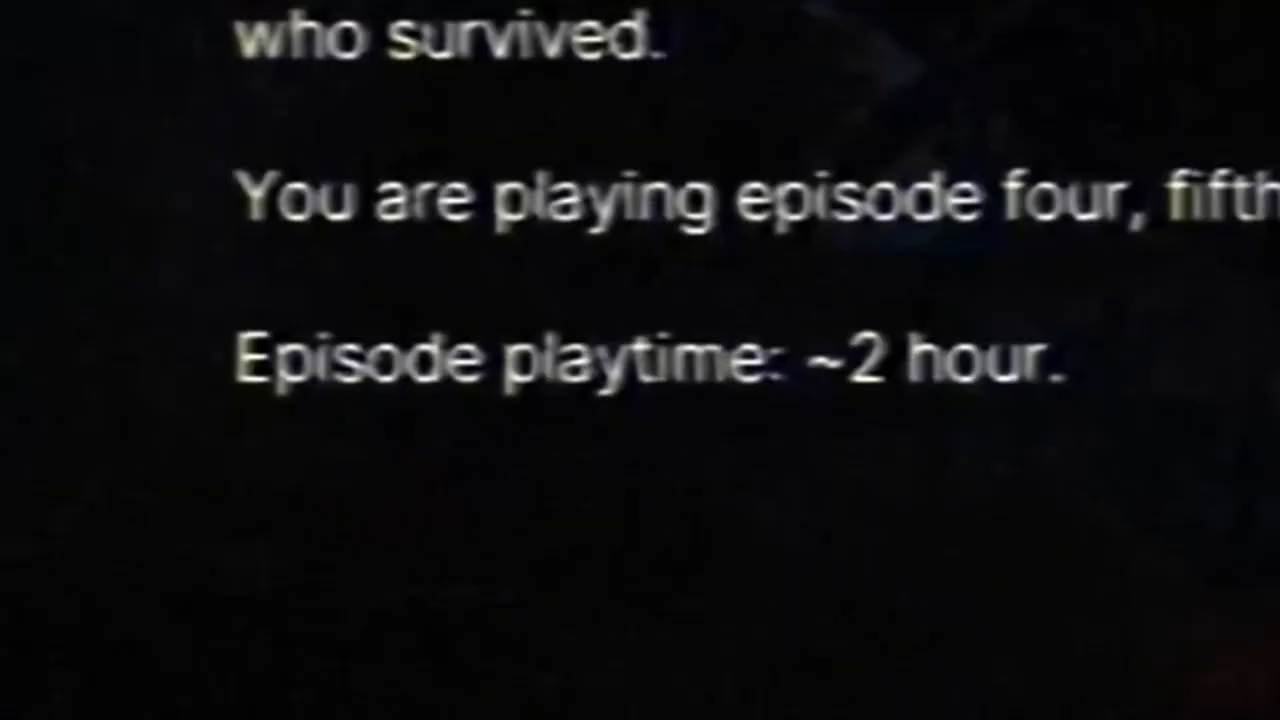 who survived.
You are playing episode four, fifth
Episode playtime: ~2 hour.